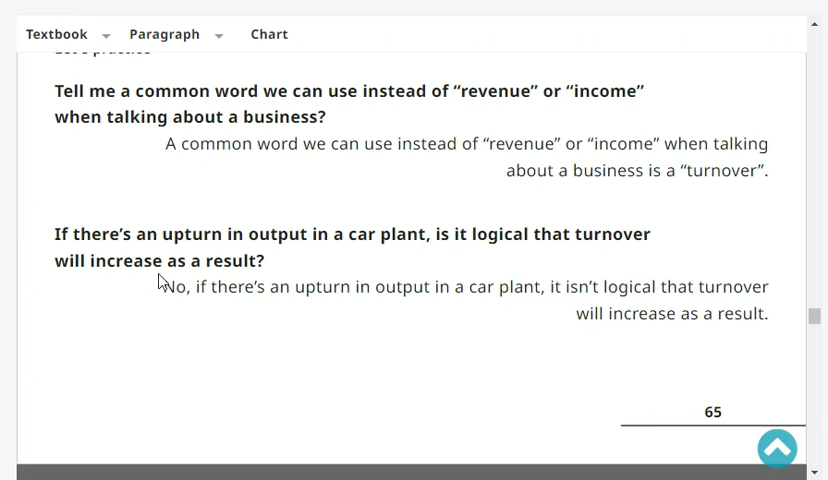 Textbook Paragraph Chart
Tell me a common word we can use instead of “revenue” or “income”
when talking about a business?
A common word we can use instead of “revenue” or “income” when talking
about a business is a “turnover”.
If there’s an upturn in output in a car plant, is it logical that turnover
will increase as a result?
No, if there’s an upturn in output in a car plant, it isn’t logical that turnover
will increase as a result.
65